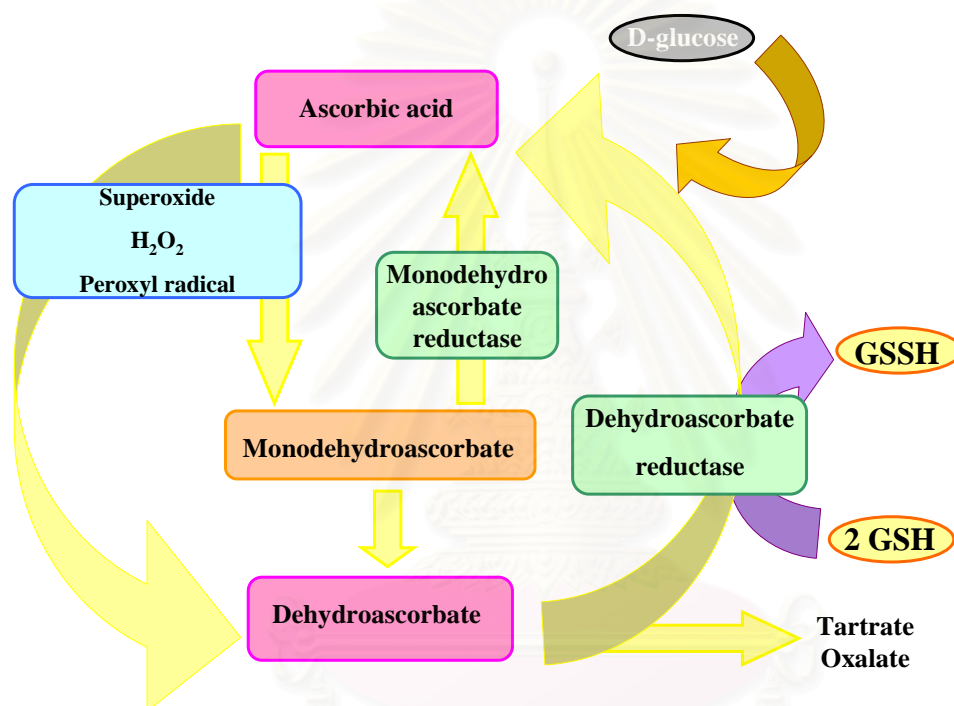 D-glucose
Ascorbic acid
Superoxide
H₂O₂
Peroxyl radical
Monodehydro
ascorbate
reductase
GSSH
Monodehydroascorbate
Dehydroascorbate
reductase
2 GSH
Dehydroascorbate
Tartrate
Oxalate